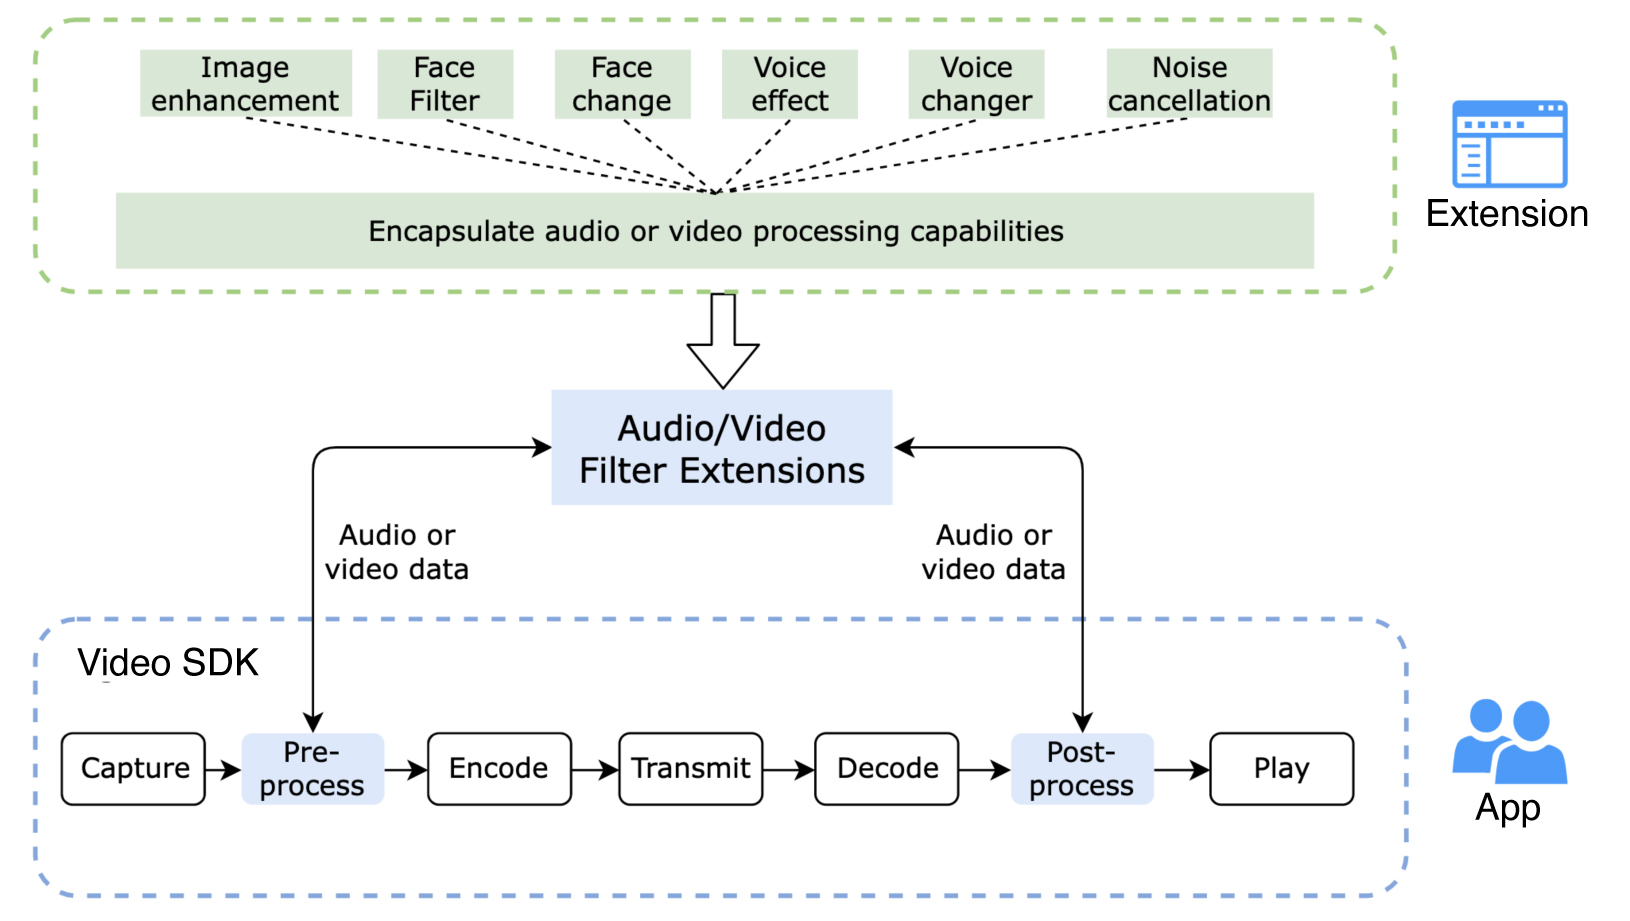 Image
enhancement
Face
Filter
Face
change
Voice
effect
Voice
changer
Noise
cancellation
Encapsulate audio or video processing capabilities
Extension
Audio/Video
Filter Extensions
Audio or
video data
Audio or
video data
Video SDK
Capture
Pre-
process
Encode
Transmit
Decode
Post-
process
Play
App